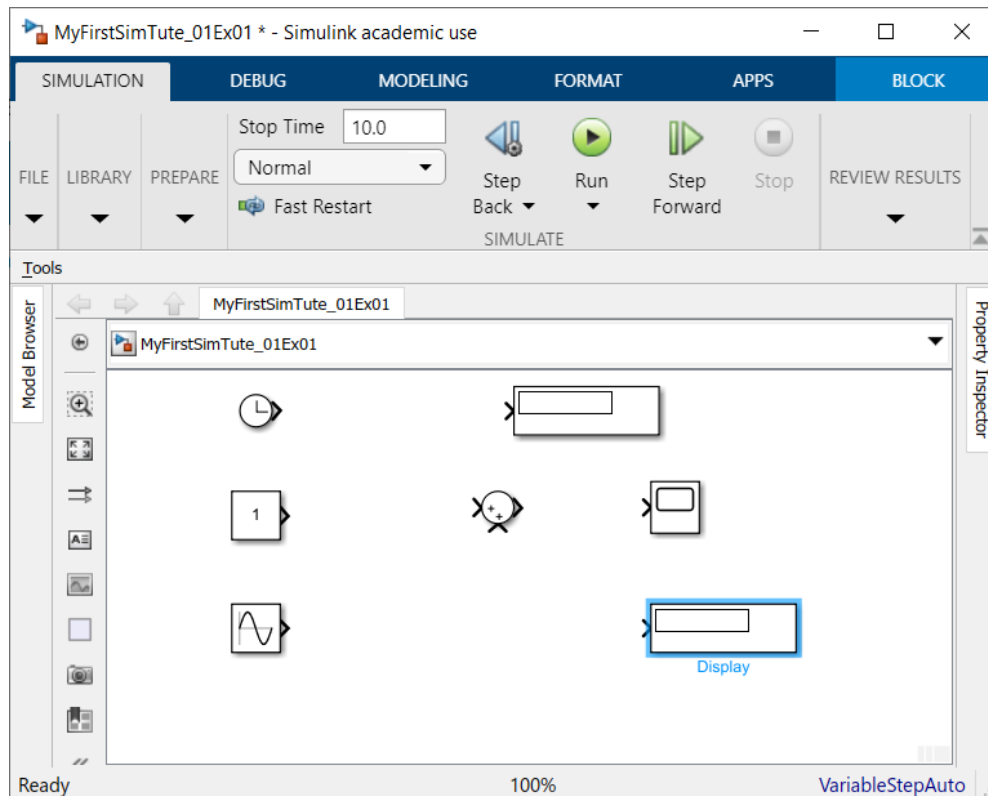 MyFirstSimTute_01Ex01 * - Simulink academic use
SIMULATION DEBUG MODELING FORMAT APPS BLOCK
FILE
LIBRARY
PREPARE
Stop Time 10.0
Normal
Fast Restart
Step
Back
Run
Step
Forward
Stop
SIMULATE
REVIEW RESULTS
Tools
Model Browser
MyFirstSimTute_01Ex01
MyFirstSimTute_01Ex01
Property Inspector
1
Display
Ready 100% VariableStepAuto